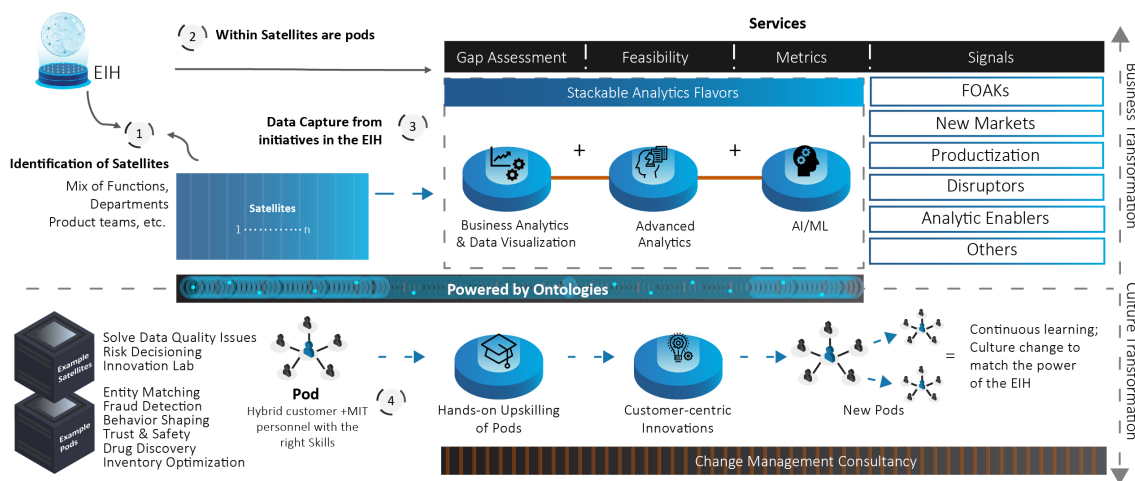 Services
2
Within Satellites are pods
EIH
Gap Assessment
Feasibility
Metrics
Signals
Stackable Analytics Flavors
FOAKs
New Markets
Productization
Disruptors
Analytic Enablers
Others
1
Data Capture from
initiatives in the EIH
3
Identification of Satellites
Mix of Functions,
Departments
Product teams, etc.
Satellites
1 ············ n
+
+
Business Analytics
& Data Visualization
Advanced
Analytics
AI/ML
Business Transformation
Powered by Ontologies
Culture Transformation
Example
Satellites
Solve Data Quality Issues
Risk Decisioning
Innovation Lab
Example
Pods
Entity Matching
Fraud Detection
Behavior Shaping
Trust & Safety
Drug Discovery
Inventory Optimization
Pod
Hybrid customer +MIT
personnel with the
right Skills
4
Hands-on Upskilling
of Pods
Customer-centric
Innovations
New Pods
=
Continuous learning;
Culture change to
match the power
of the EIH
Change Management Consultancy